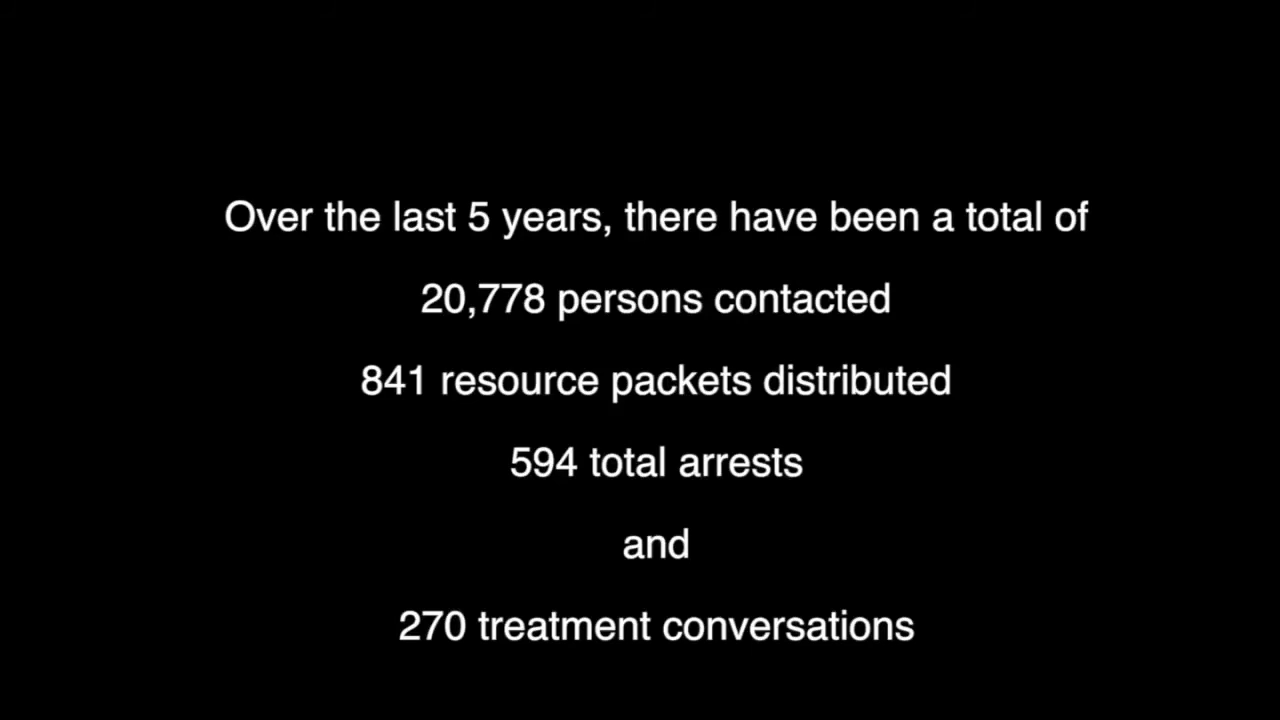 Over the last 5 years, there have been a total of
20,778 persons contacted
841 resource packets distributed
594 total arrests
and
270 treatment conversations